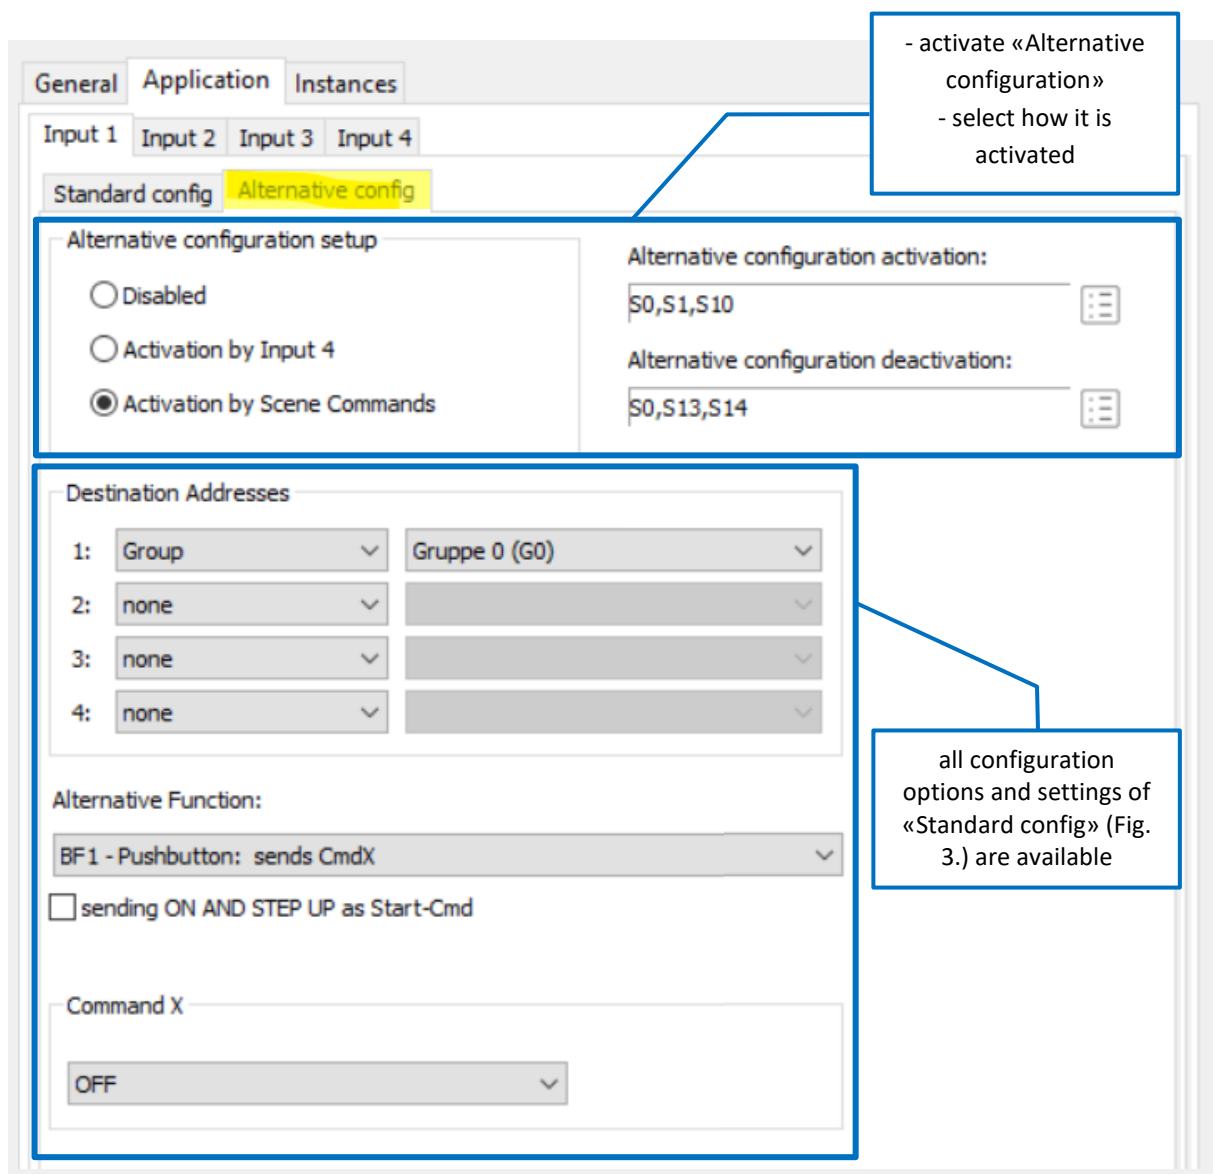 - activate «Alternative
configuration»
- select how it is
activated
General Application Instances
Input 1 Input 2 Input 3 Input 4
Standard config Alternative config
Alternative configuration setup
Disabled
Activation by Input 4
Activation by Scene Commands
Alternative configuration activation:
S0,S1,S10
Alternative configuration deactivation:
S0,S13,S14
Destination Addresses
1: Group Gruppe 0 (G0)
2: none
3: none
4: none
all configuration
options and settings of
«Standard config» (Fig.
3.) are available
Alternative Function:
BF1 - Pushbutton: sends CmdX
sending ON AND STEP UP as Start-Cmd
Command X
OFF